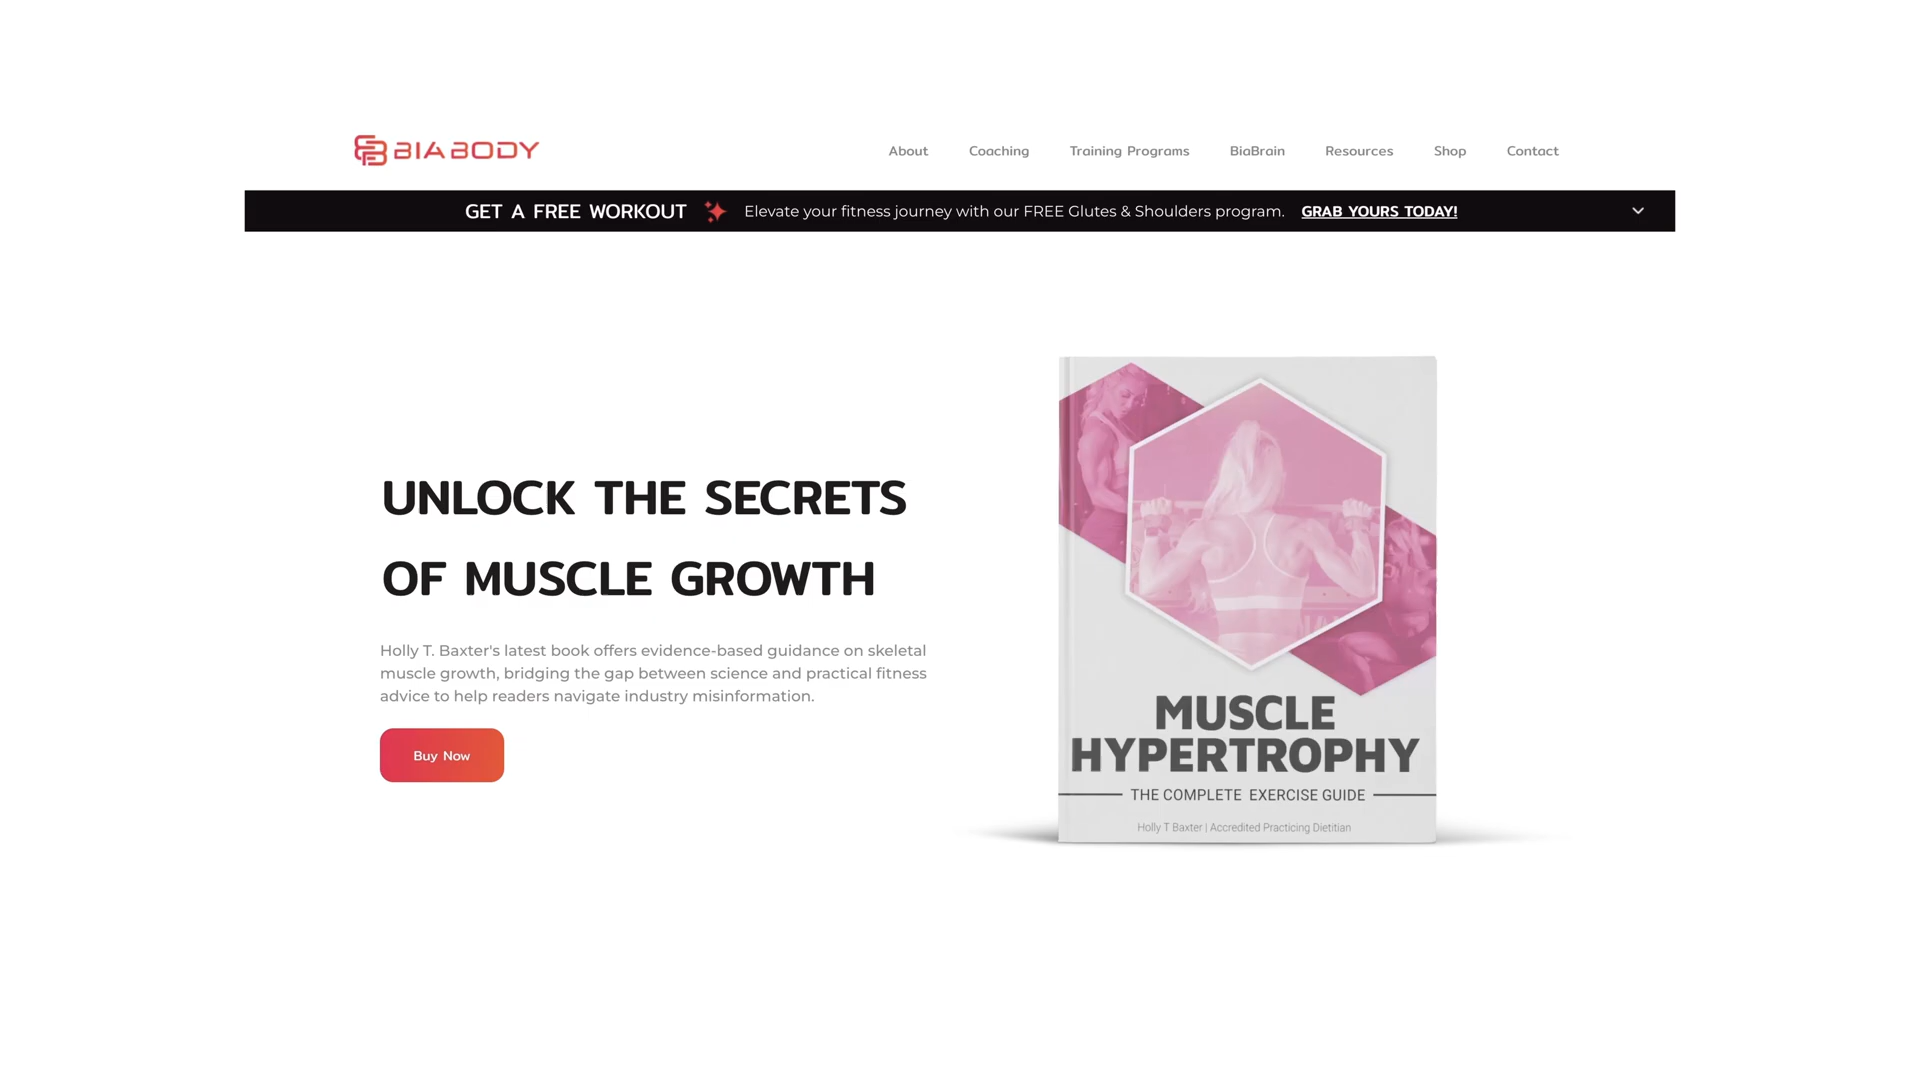 BIA BODY
About Coaching Training Programs BiaBrain Resources Shop Contact
GET A FREE WORKOUT Elevate your fitness journey with our FREE Glutes & Shoulders program. GRAB YOURS TODAY!
UNLOCK THE SECRETS
OF MUSCLE GROWTH
Holly T. Baxter's latest book offers evidence-based guidance on skeletal
muscle growth, bridging the gap between science and practical fitness
advice to help readers navigate industry misinformation.
Buy Now
MUSCLE
HYPERTROPHY
THE COMPLETE EXERCISE GUIDE
Holly T Baxter | Accredited Practicing Dietitian